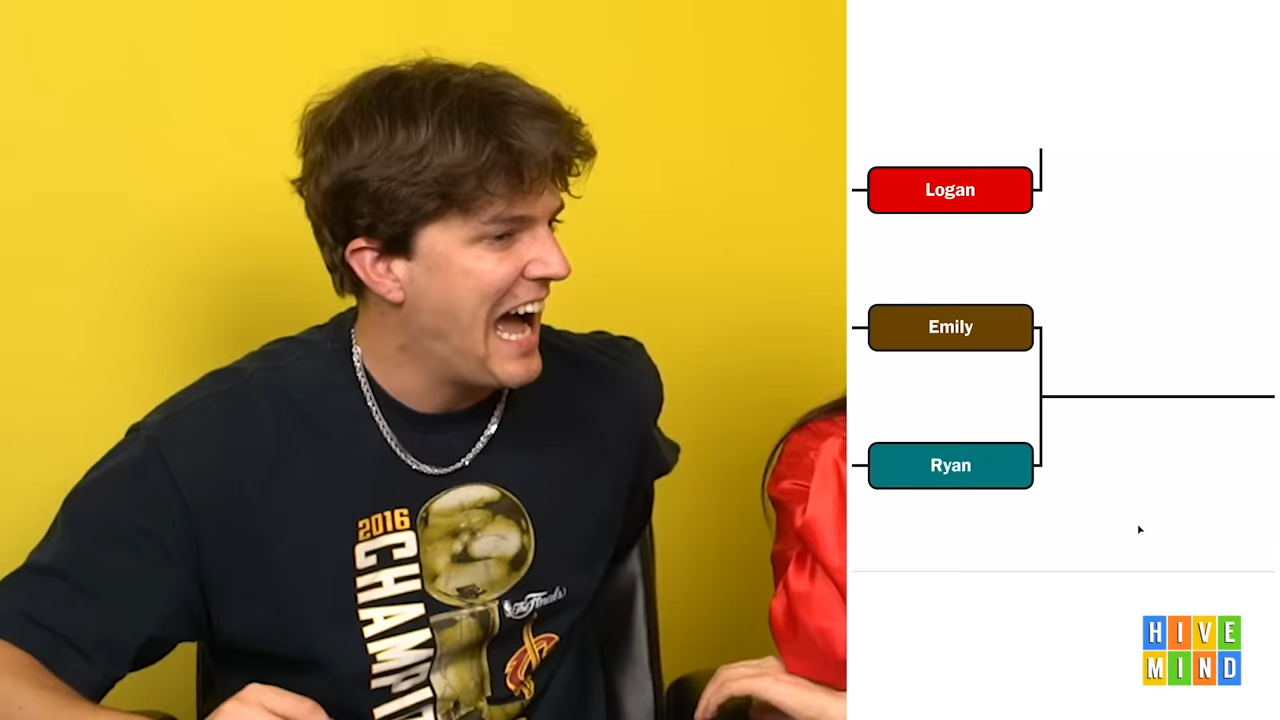 2016
CHAMPI
The Finals
Logan
Emily
Ryan
HIVE
MIND